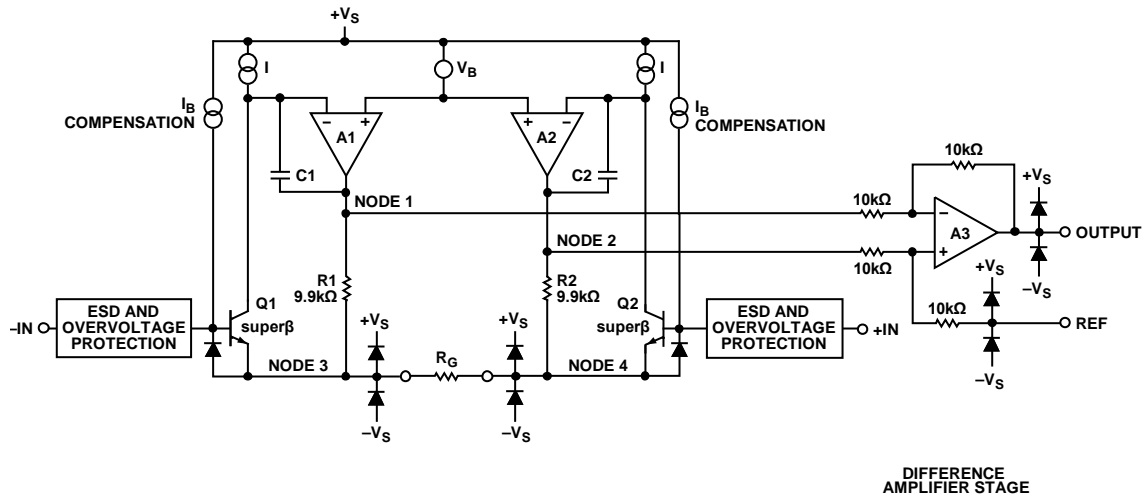 +VS
I
VB
I
IB
COMPENSATION
IB
COMPENSATION
– +
A1
+ –
A2
C1
C2
NODE 1
NODE 2
10kΩ
10kΩ
10kΩ
10kΩ
–
+
A3
+VS
–VS
OUTPUT
+VS
–VS
REF
R1
9.9kΩ
R2
9.9kΩ
–IN
ESD AND
OVERVOLTAGE
PROTECTION
Q1
superβ
Q2
superβ
ESD AND
OVERVOLTAGE
PROTECTION
+IN
NODE 3
+VS
–VS
RG
+VS
–VS
NODE 4
DIFFERENCE
AMPLIFIER STAGE